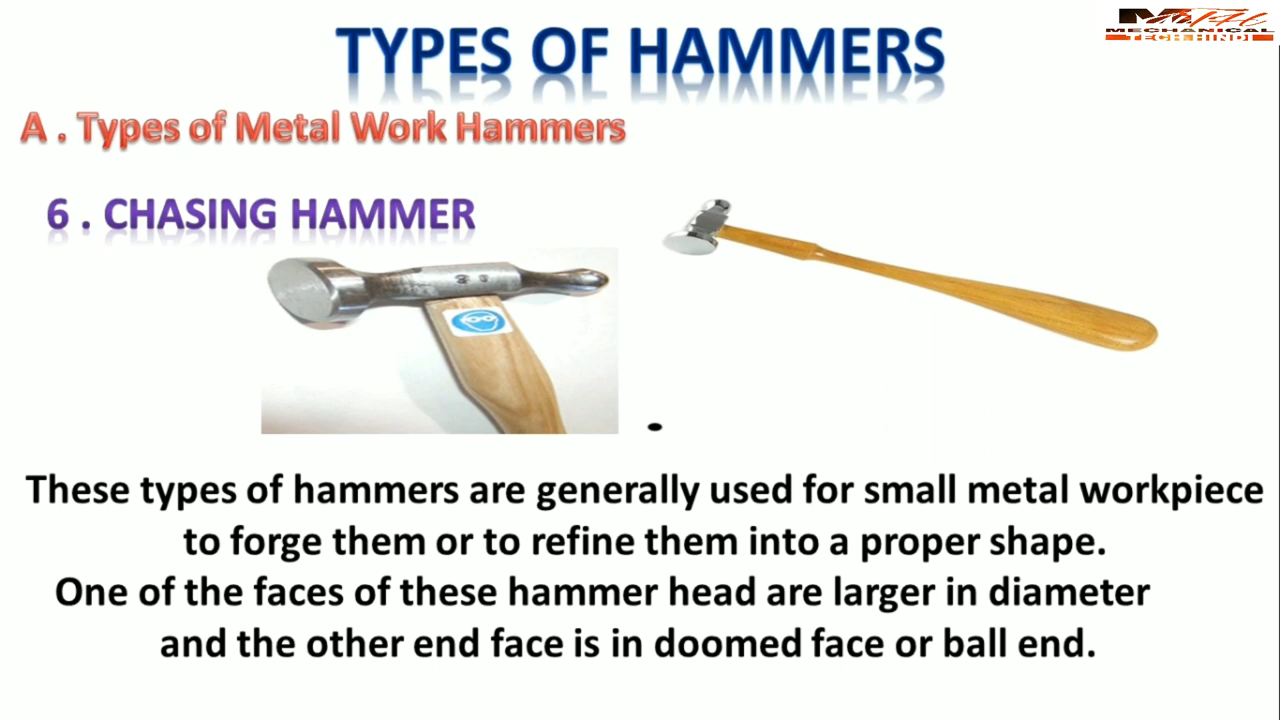 TYPES OF HAMMERS
MECHANICAL
TECH HINDI
A . Types of Metal Work Hammers
6 . CHASING HAMMER
These types of hammers are generally used for small metal workpiece
to forge them or to refine them into a proper shape.
One of the faces of these hammer head are larger in diameter
and the other end face is in doomed face or ball end.